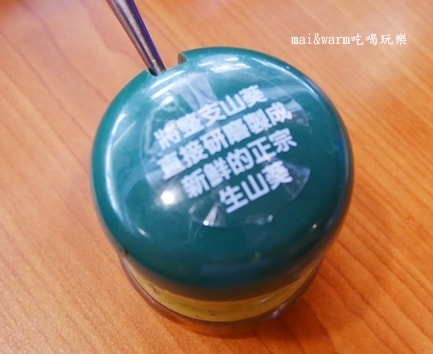 mai&warm吃喝玩樂
將整支山葵
直接研磨製成
新鮮的正宗
生山葵